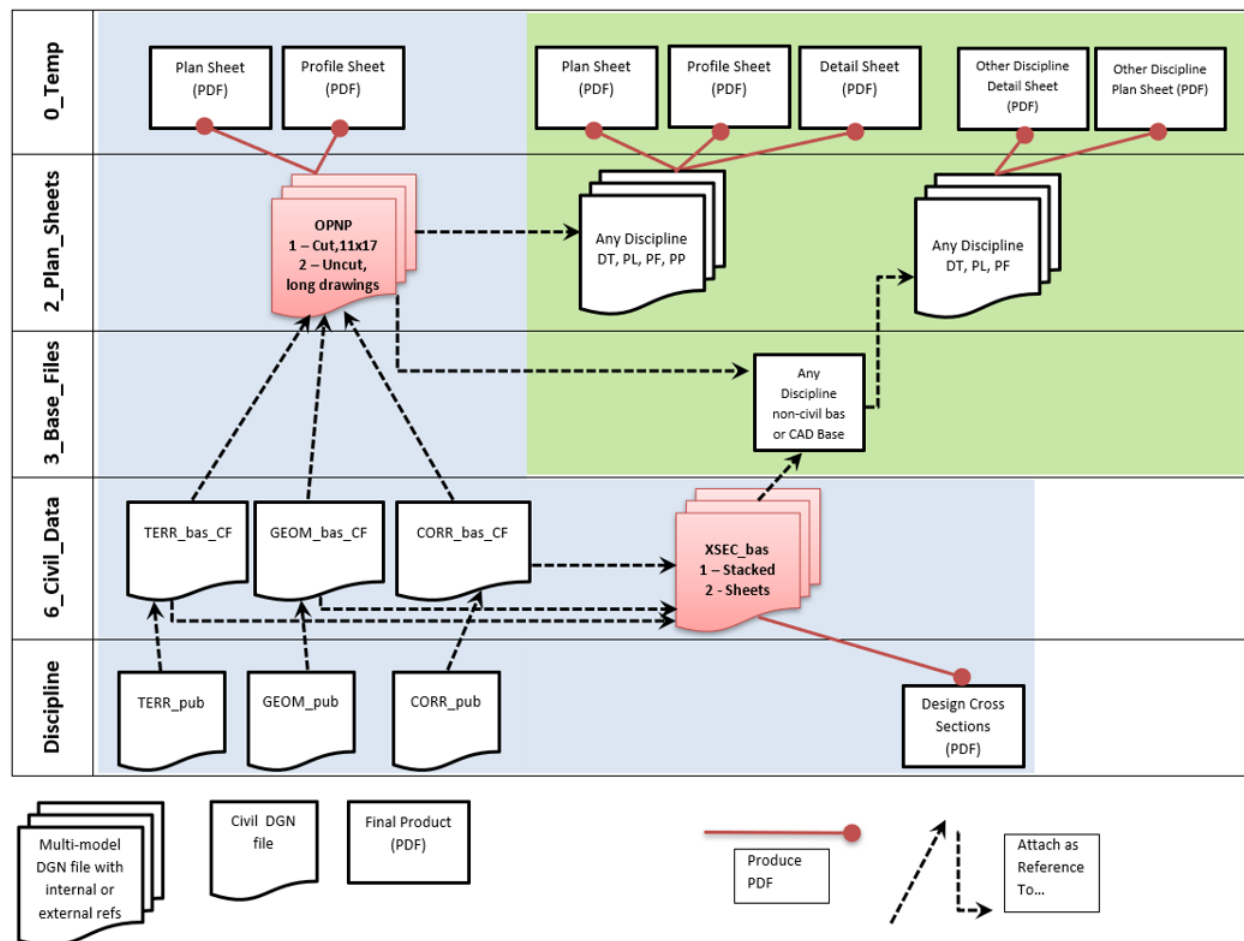 0_Temp
Plan Sheet
(PDF)
Profile Sheet
(PDF)
Plan Sheet
(PDF)
Profile Sheet
(PDF)
Detail Sheet
(PDF)
Other Discipline
Detail Sheet
(PDF)
Other Discipline
Plan Sheet (PDF)
2_Plan_Sheets
OPNP
1 – Cut,11x17
2 – Uncut,
long drawings
Any Discipline
DT, PL, PF, PP
Any Discipline
DT, PL, PF
3_Base_Files
Any
Discipline
non-civil bas
or CAD Base
6_Civil_Data
TERR_bas_CF
GEOM_bas_CF
CORR_bas_CF
XSEC_bas
1 – Stacked
2 - Sheets
Discipline
TERR_pub
GEOM_pub
CORR_pub
Design Cross
Sections
(PDF)
Multi-model
DGN file with
internal or
external refs
Civil DGN
file
Final Product
(PDF)
Produce
PDF
Attach as
Reference
To...